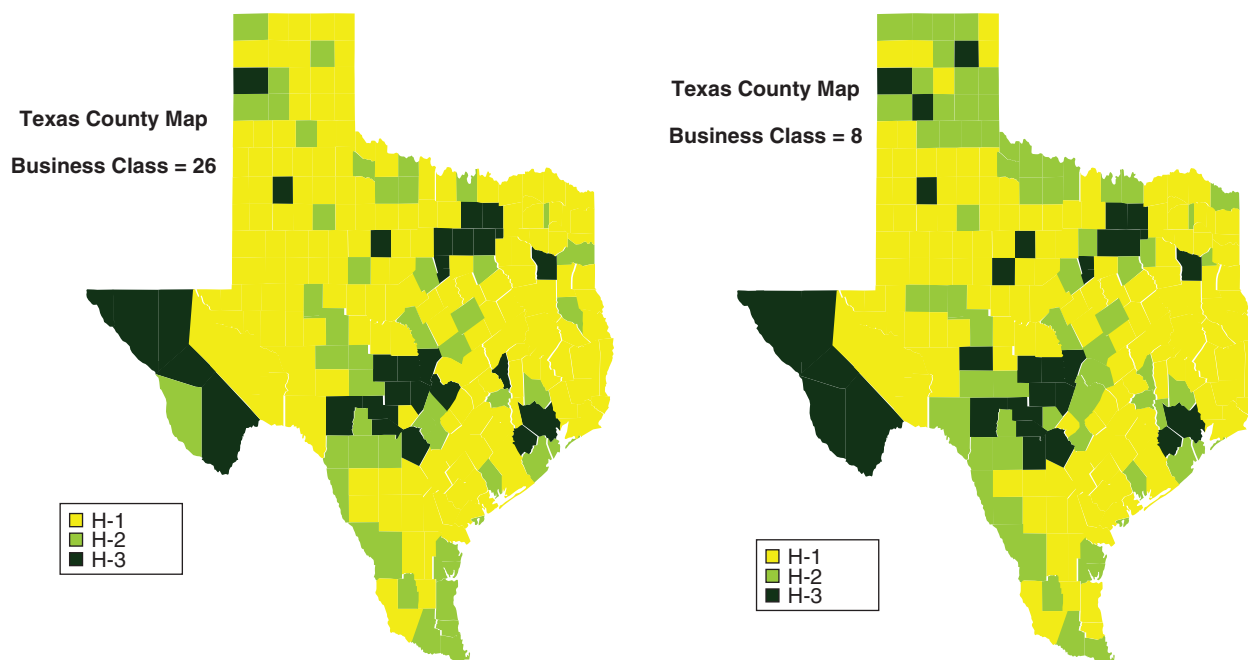 Texas County Map
Business Class = 26
H-1
H-2
H-3
Texas County Map
Business Class = 8
H-1
H-2
H-3